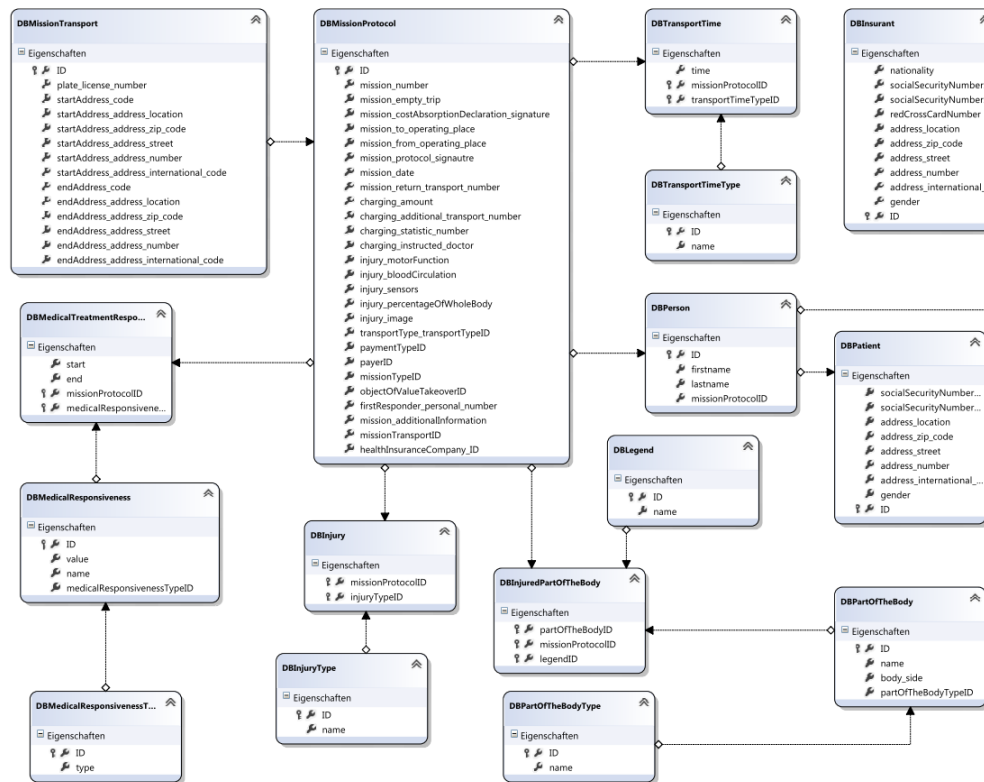 DBMissionTransport
Eigenschaften
ID
plate_license_number
startAddress_code
startAddress_address_location
startAddress_address_zip_code
startAddress_address_street
startAddress_address_number
startAddress_address_international_code
endAddress_code
endAddress_address_location
endAddress_address_zip_code
endAddress_address_street
endAddress_address_number
endAddress_address_international_code
DBMissionProtocol
Eigenschaften
ID
mission_number
mission_empty_trip
mission_costAbsorptionDeclaration_signature
mission_to_operating_place
mission_from_operating_place
mission_protocol_signautre
mission_date
mission_return_transport_number
charging_amount
charging_additional_transport_number
charging_statistic_number
charging_instructed_doctor
injury_motorFunction
injury_bloodCirculation
injury_sensors
injury_percentageOfWholeBody
injury_image
transportType_transportTypeID
paymentTypeID
payerID
missionTypeID
objectOfValueTakeoverID
firstResponder_personal_number
mission_additionalInformation
missionTransportID
healthInsuranceCompany_ID
DBTransportTime
Eigenschaften
time
missionProtocolID
transportTimeTypeID
DBInsurant
Eigenschaften
nationality
socialSecurityNumber
socialSecurityNumber
redCrossCardNumber
address_location
address_zip_code
address_street
address_number
address_international_
gender
ID
DBTransportTimeType
Eigenschaften
ID
name
DBMedicalTreatmentRespo...
Eigenschaften
start
end
missionProtocolID
medicalResponsivene...
DBPerson
Eigenschaften
ID
firstname
lastname
missionProtocolID
DBPatient
Eigenschaften
socialSecurityNumber...
socialSecurityNumber...
address_location
address_zip_code
address_street
address_number
address_international_...
gender
ID
DBLegend
Eigenschaften
ID
name
DBMedicalResponsiveness
Eigenschaften
ID
value
name
medicalResponsivenessTypeID
DBInjury
Eigenschaften
missionProtocolID
injuryTypeID
DBInjuredPartOfTheBody
Eigenschaften
partOfTheBodyID
missionProtocolID
legendID
DBPartOfTheBody
Eigenschaften
ID
name
body_side
partOfTheBodyTypeID
DBInjuryType
Eigenschaften
ID
name
DBMedicalResponsivenessT...
Eigenschaften
ID
type
DBPartOfTheBodyType
Eigenschaften
ID
name